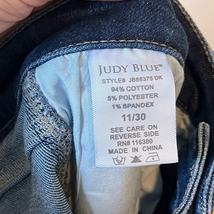 JUDY BLUE
STYLE# JB88375 DK
94% COTTON
5% POLYESTER
1% SPANDEX
11/30
SEE CARE ON
REVERSE SIDE
RN# 116380
MADE IN CHINA